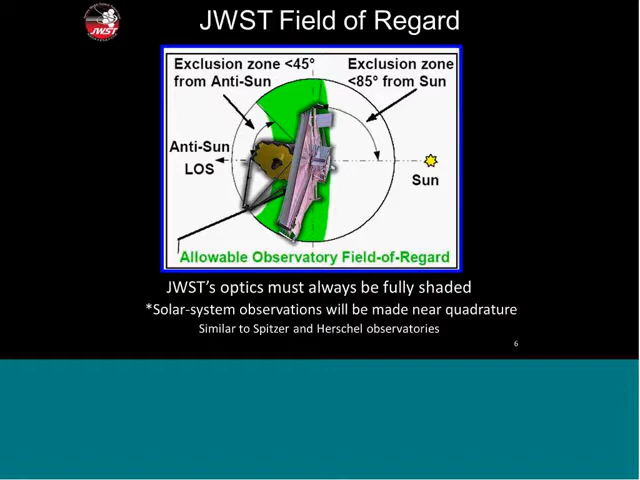 JWST
JWST Field of Regard
Exclusion zone <45°
from Anti-Sun
Exclusion zone
<85° from Sun
Anti-Sun
LOS
Sun
Allowable Observatory Field-of-Regard
JWST's optics must always be fully shaded
*Solar-system observations will be made near quadrature
Similar to Spitzer and Herschel observatories
6